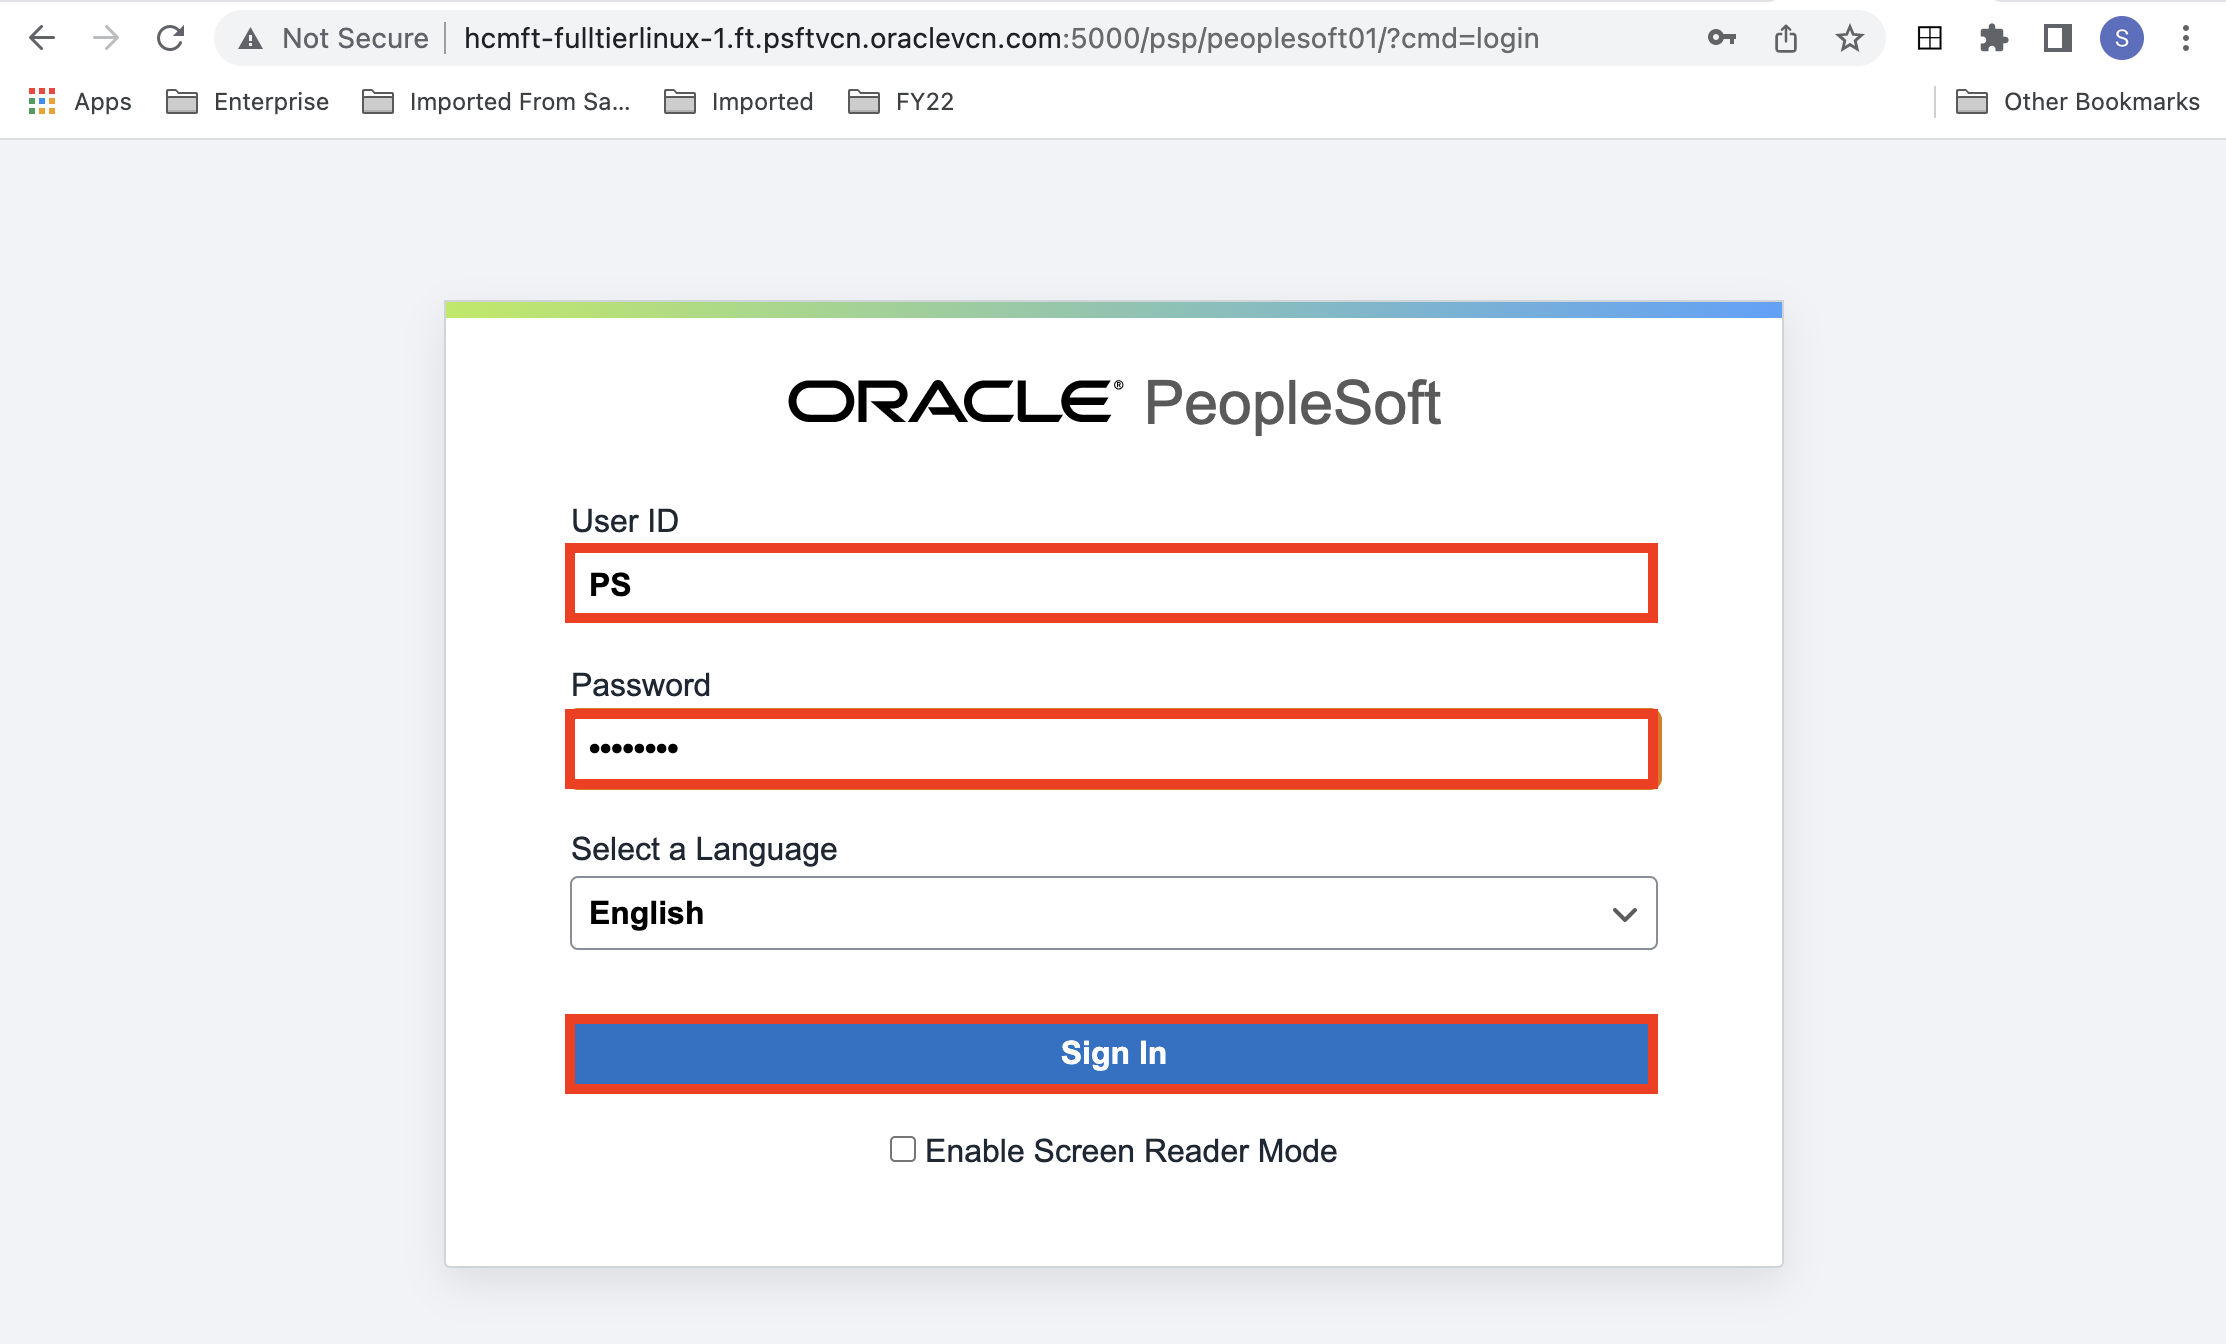 Not Secure hcmft-fulltierlinux-1.ft.psftvcn.oraclevcn.com:5000/psp/peoplesoft01/?cmd=login S
Apps Enterprise Imported From Sa... Imported FY22 Other Bookmarks
ORACLE® PeopleSoft
User ID
PS
Password
••••••••
Select a Language
English
Sign In
Enable Screen Reader Mode